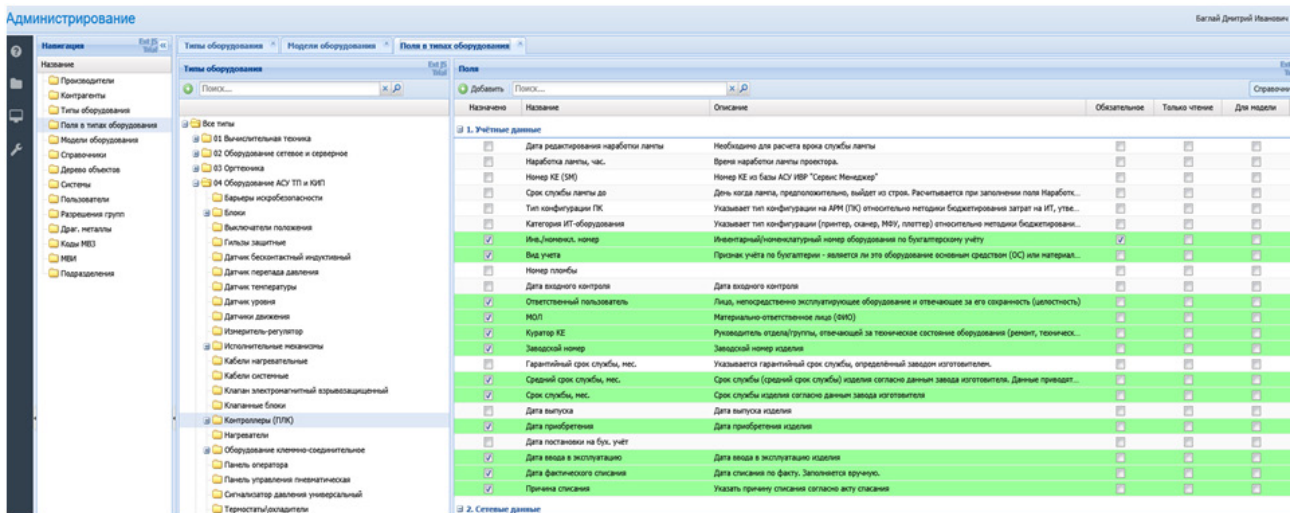 Администрирование
Баглай Дмитрий Иванович
Навигация
Типы оборудования
Модели оборудования
Поля в типах оборудования
Название
Производители
Контрагенты
Типы оборудования
Поля в типах оборудования
Модели оборудования
Справочники
Дерево объектов
Системы
Пользователи
Разрешения групп
Драг. металлы
Коды МВЗ
МВИ
Подразделения
Типы оборудования
Поиск...
Все типы
01 Вычислительная техника
02 Оборудование сетевое и серверное
03 Оргтехника
04 Оборудование АСУ ТП и КИП
Барьеры искробезопасности
Блоки
Выключатели положения
Гильзы защитные
Датчик бесконтактный индуктивный
Датчик перепада давления
Датчик температуры
Датчик уровня
Датчики движения
Измеритель-регулятор
Исполнительные механизмы
Кабели нагревательные
Кабели системные
Клапан электромагнитный взрывозащищенный
Клапанные блоки
Контроллеры (ПЛК)
Нагреватели
Оборудование клеммно-соединительное
Панель оператора
Панель управления пневматическая
Сигнализатор давления универсальный
Термостаты\охладители
Поля
Добавить Поиск...
Справочни
Назначено Название Описание Обязательное Только чтение Для модели
1. Учётные данные
Дата редактирования наработки лампы Необходимо для расчета врока службы лампы
Наработка лампы, час. Время наработки лампы проектора.
Номер КЕ (SM) Номер КЕ из базы АСУ ИВР "Сервис Менеджер"
Срок службы лампы до День когда лампа, предположительно, выйдет из строя. Расчитывается при заполнении поля Наработк...
Тип конфигурации ПК Указывает тип конфигурации на АРМ (ПК) относительно методики бюджетирования затрат на ИТ, утве...
Категория ИТ-оборудования Указывает тип конфигурации (принтер, сканер, МФУ, плоттер) относительно методики бюджетировани...
Инв./номенкл. номер Инвентарный/номенклатурный номер оборудования по бухгалтерскому учёту
Вид учета Признак учёта по бухгалтерии - является ли это оборудование основным средством (ОС) или материал...
Номер пломбы
Дата входного контроля Дата входного контроля
Ответственный пользователь Лицо, непосредственно эксплуатирующее оборудование и отвечающее за его сохранность (целостность)
МОЛ Материально-ответственное лицо (ФИО)
Куратор КЕ Руководитель отдела/группы, отвечающей за техническое состояние оборудования (ремонт, техническ...
Заводской номер Заводской номер изделия
Гарантийный срок службы, мес. Указывается гарантийный срок службы, определённый заводом изготовителем.
Средний срок службы, мес. Срок службы (средний срок службы) изделия согласно данным завода изготовителя. Данные приводят...
Срок службы, мес. Срок службы изделия согласно данным завода изготовителя
Дата выпуска Дата выпуска изделия
Дата приобретения Дата приобретения изделия
Дата постановки на бух. учёт
Дата ввода в эксплуатацию Дата ввода в эксплуатацию изделия
Дата фактического списания Дата списания по факту. Заполняется вручную.
Причина списания Указать причину списания согласно акту спасания
2. Сетевые данные